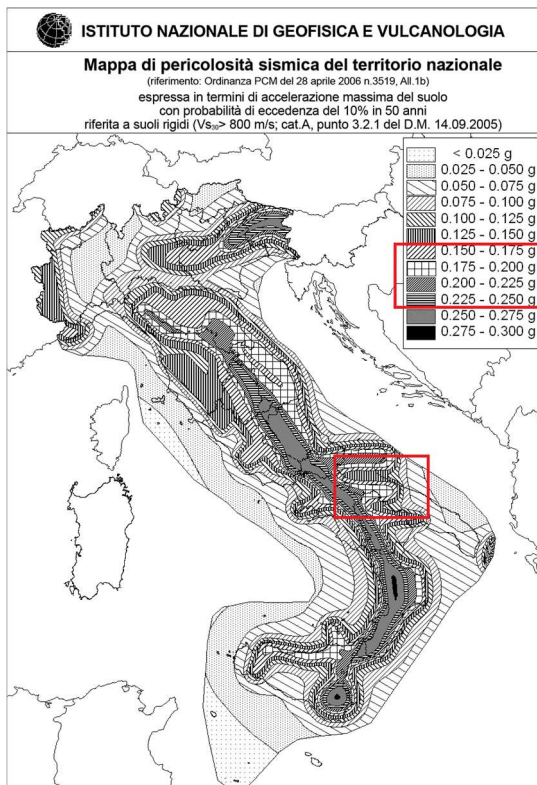 ISTITUTO NAZIONALE DI GEOFISICA E VULCANOLOGIA
Mappa di pericolosità sismica del territorio nazionale
(riferimento: Ordinanza PCM del 28 aprile 2006 n.3519, All.1b)
espressa in termini di accelerazione massima del suolo
con probabilità di eccedenza del 10% in 50 anni
riferita a suoli rigidi (Vs₃₀> 800 m/s; cat.A, punto 3.2.1 del D.M. 14.09.2005)
< 0.025 g
0.025 - 0.050 g
0.050 - 0.075 g
0.075 - 0.100 g
0.100 - 0.125 g
0.125 - 0.150 g
0.150 - 0.175 g
0.175 - 0.200 g
0.200 - 0.225 g
0.225 - 0.250 g
0.250 - 0.275 g
0.275 - 0.300 g